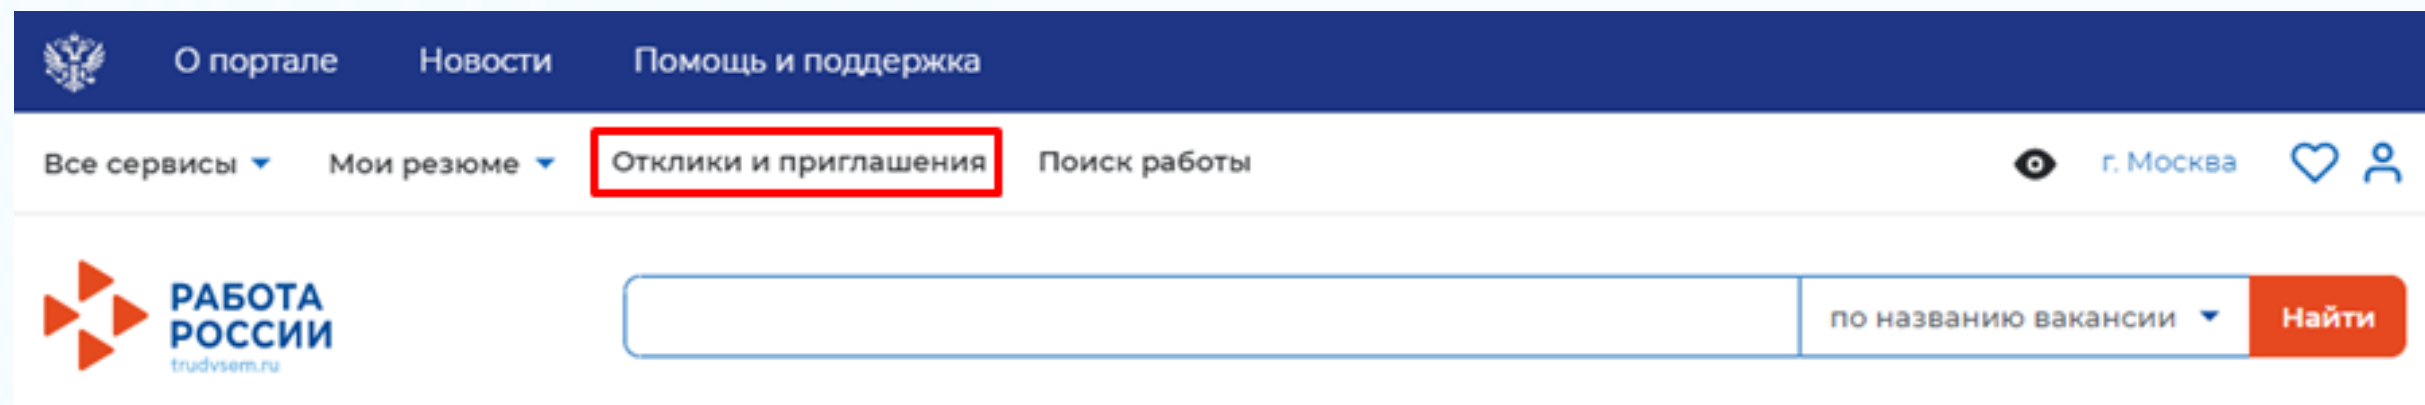 О портале Новости Помощь и поддержка
Все сервисы Мои резюме Отклики и приглашения Поиск работы г. Москва
РАБОТА
РОССИИ
trudvsem.ru
по названию вакансии Найти